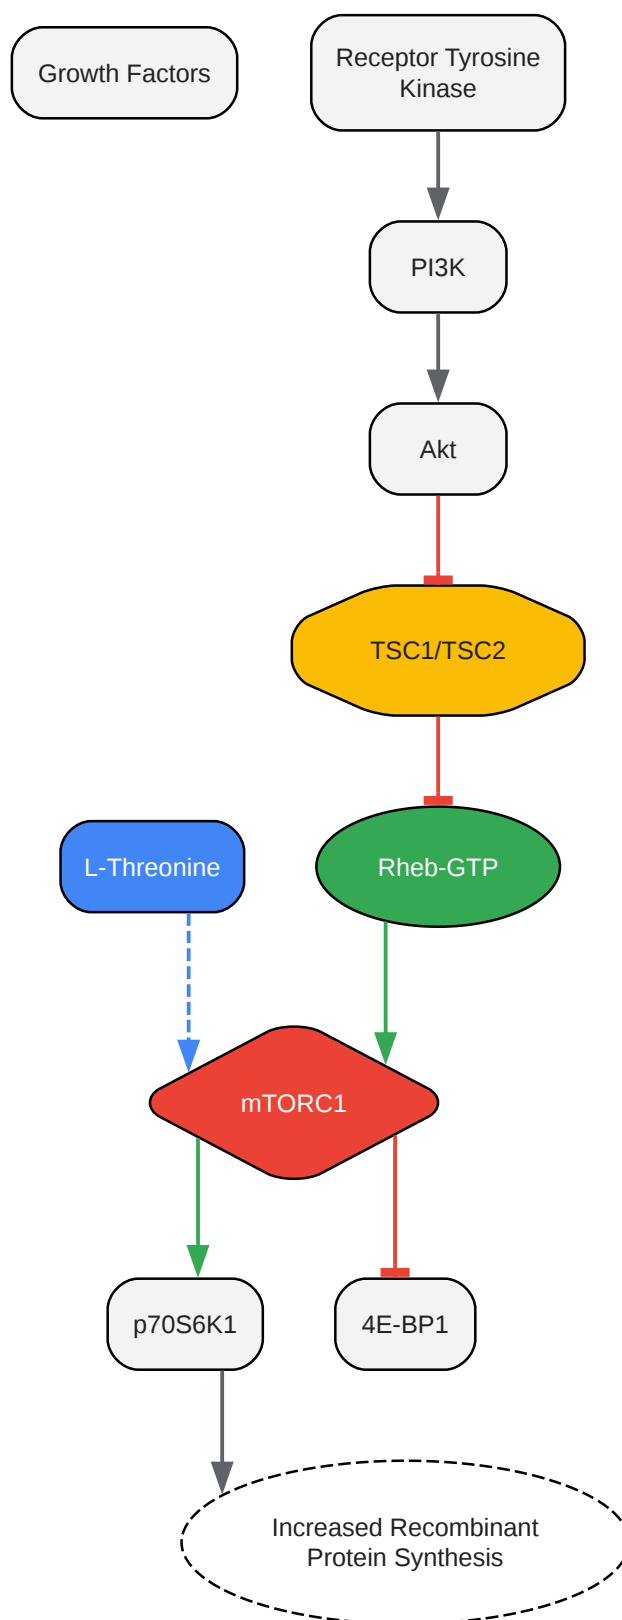 Growth Factors
Receptor Tyrosine
Kinase
PI3K
Akt
TSC1/TSC2
L-Threonine
Rheb-GTP
mTORC1
p70S6K1
4E-BP1
Increased Recombinant
Protein Synthesis